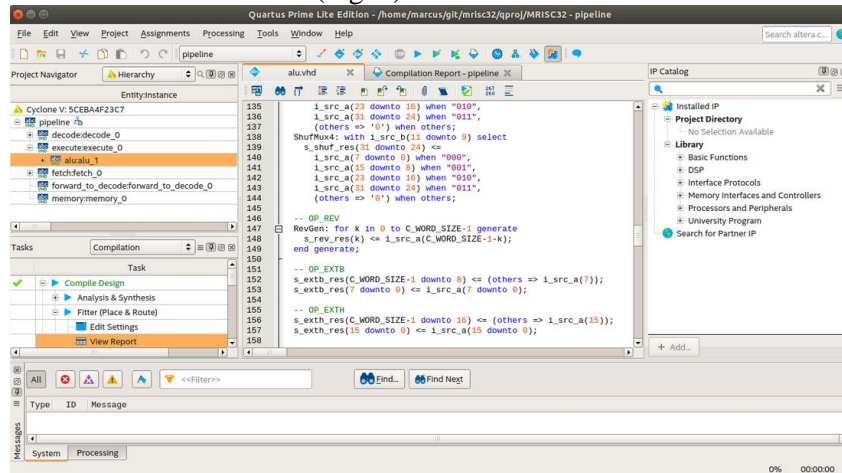 Quartus Prime Lite Edition - /home/marcus/git/mrisc32/qproj/MRISC32 - pipeline
File Edit View Project Assignments Processing Tools Window Help
Search altera.c...
pipeline
Project Navigator
Hierarchy
Entity:Instance
Cyclone V: 5CEBA4F23C7
pipeline
decode:decode_0
execute:execute_0
alu:alu_1
fetch:fetch_0
forward_to_decode:forward_to_decode_0
memory:memory_0
Tasks
Compilation
Task
Compile Design
Analysis & Synthesis
Fitter (Place & Route)
Edit Settings
View Report
alu.vhd
Compilation Report - pipeline
267
268
135 i_src_a(23 downto 16) when "010",
136 i_src_a(31 downto 24) when "011",
137 (others => '0') when others;
138 ShufMux4: with i_src_b(11 downto 9) select
139 s_shuf_res(31 downto 24) <=
140 i_src_a(7 downto 0) when "000",
141 i_src_a(15 downto 8) when "001",
142 i_src_a(23 downto 16) when "010",
143 i_src_a(31 downto 24) when "011",
144 (others => '0') when others;
145
146 -- OP_REV
147 RevGen: for k in 0 to C_WORD_SIZE-1 generate
148 s_rev_res(k) <= i_src_a(C_WORD_SIZE-1-k);
149 end generate;
150
151 -- OP_EXTB
152 s_extb_res(C_WORD_SIZE-1 downto 8) <= (others => i_src_a(7));
153 s_extb_res(7 downto 0) <= i_src_a(7 downto 0);
154
155 -- OP_EXTH
156 s_exth_res(C_WORD_SIZE-1 downto 16) <= (others => i_src_a(15));
157 s_exth_res(15 downto 0) <= i_src_a(15 downto 0);
158
IP Catalog
Installed IP
Project Directory
No Selection Available
Library
Basic Functions
DSP
Interface Protocols
Memory Interfaces and Controllers
Processors and Peripherals
University Program
Search for Partner IP
+ Add...
All
<<Filter>>
Find...
Find Next
Type ID Message
Messages
System Processing
0% 00:00:00